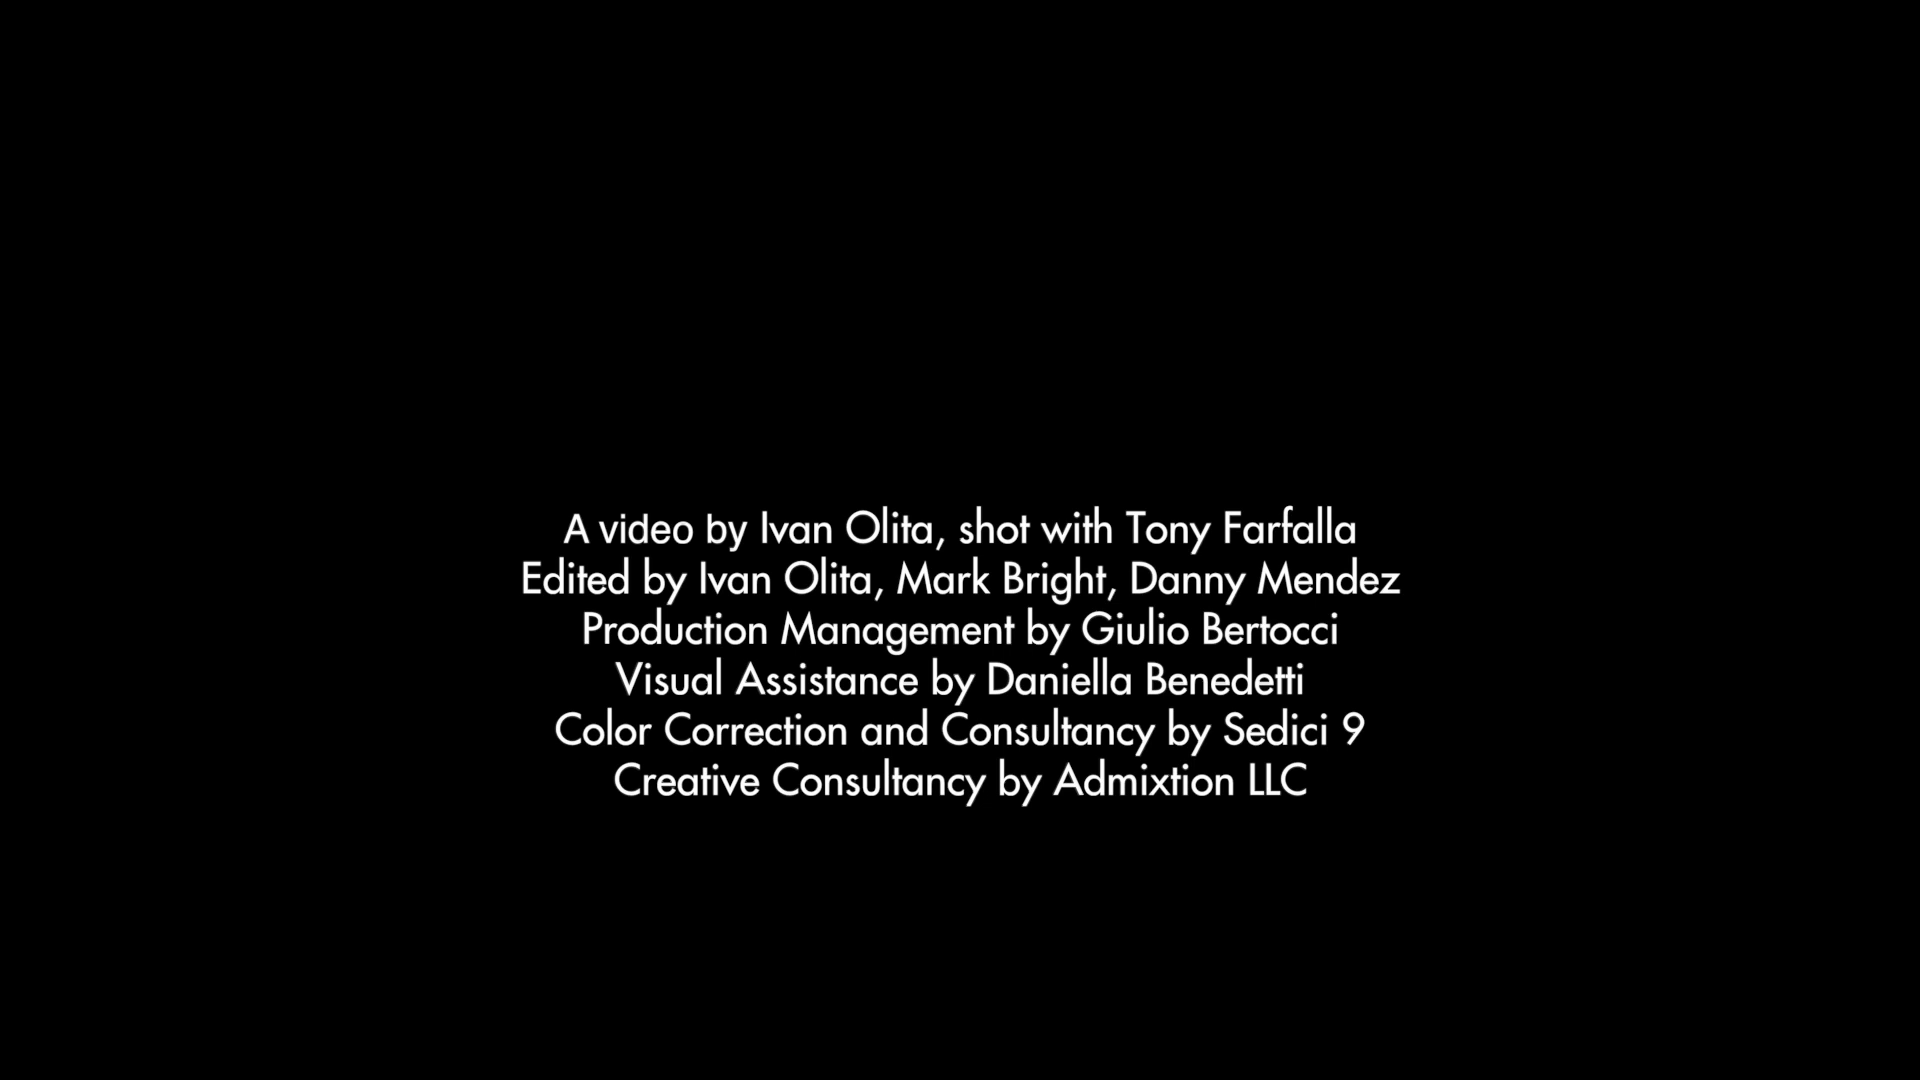 A video by Ivan Olita, shot with Tony Farfalla
Edited by Ivan Olita, Mark Bright, Danny Mendez
Production Management by Giulio Bertocci
Visual Assistance by Daniella Benedetti
Color Correction and Consultancy by Sedici 9
Creative Consultancy by Admixtion LLC